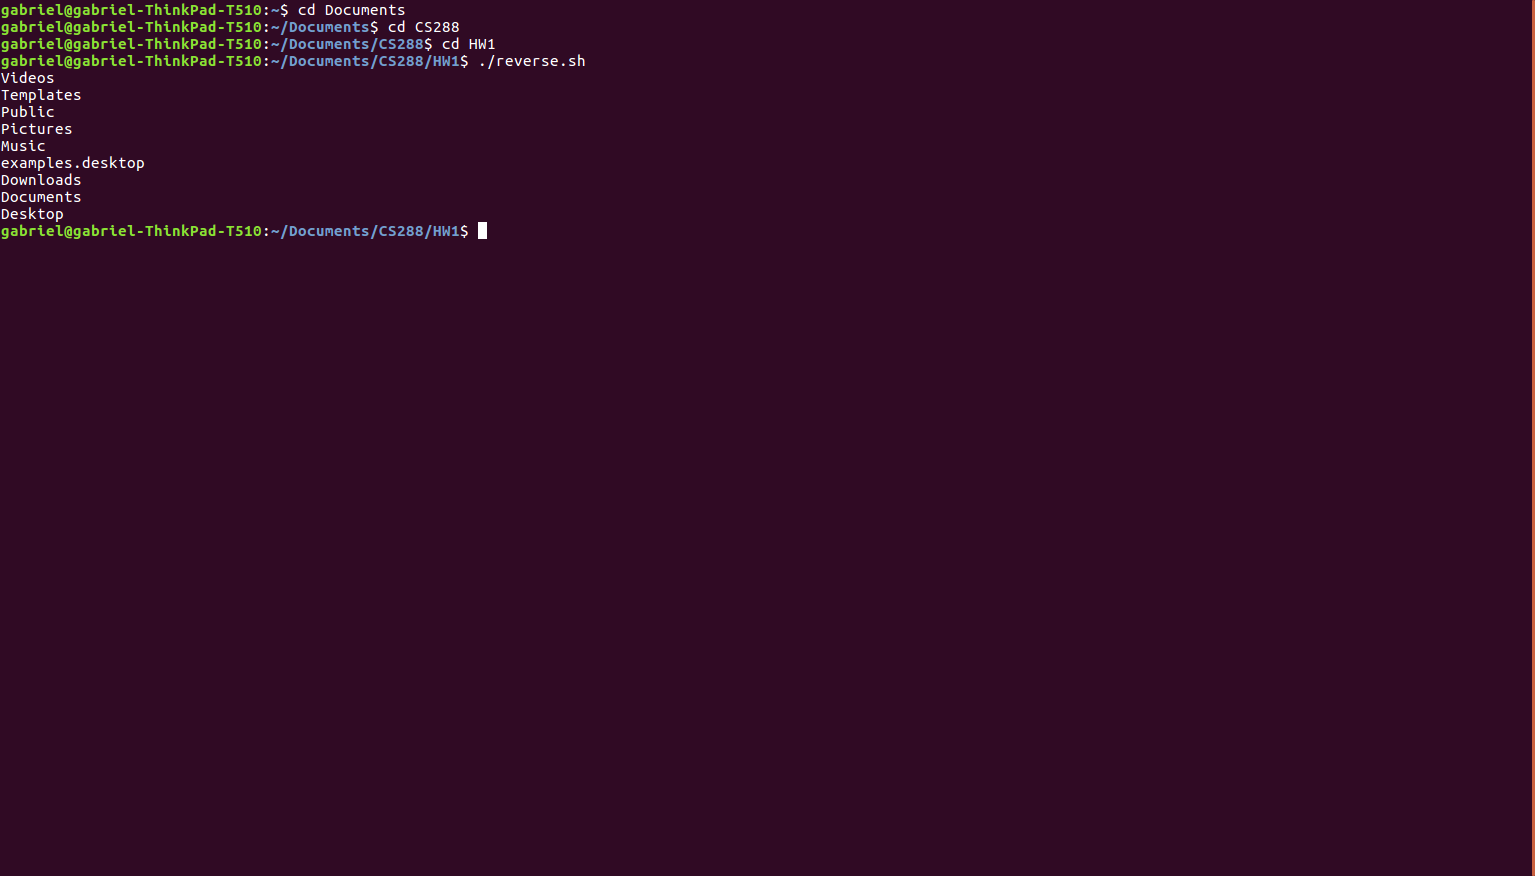 gabriel@gabriel-ThinkPad-T510:~$ cd Documents
gabriel@gabriel-ThinkPad-T510:~/Documents$ cd CS288
gabriel@gabriel-ThinkPad-T510:~/Documents/CS288$ cd HW1
gabriel@gabriel-ThinkPad-T510:~/Documents/CS288/HW1$ ./reverse.sh
Videos
Templates
Public
Pictures
Music
examples.desktop
Downloads
Documents
Desktop
gabriel@gabriel-ThinkPad-T510:~/Documents/CS288/HW1$